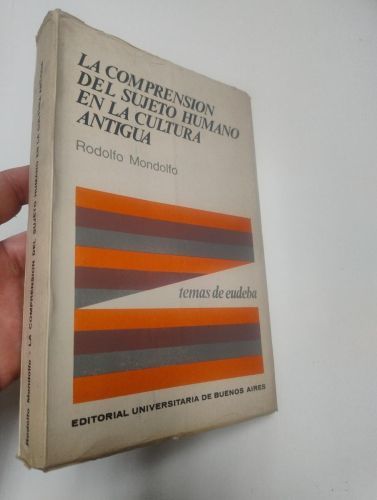 LA COMPRENSION
DEL SUJETO HUMANO
EN LA CULTURA
ANTIGUA
Rodolfo Mondolfo
temas de eudeba
EDITORIAL UNIVERSITARIA DE BUENOS AIRES
Rodolfo Mondolfo - LA COMPRENSION DEL SUJETO HUMANO EN LA CULTURA ANTIGUA